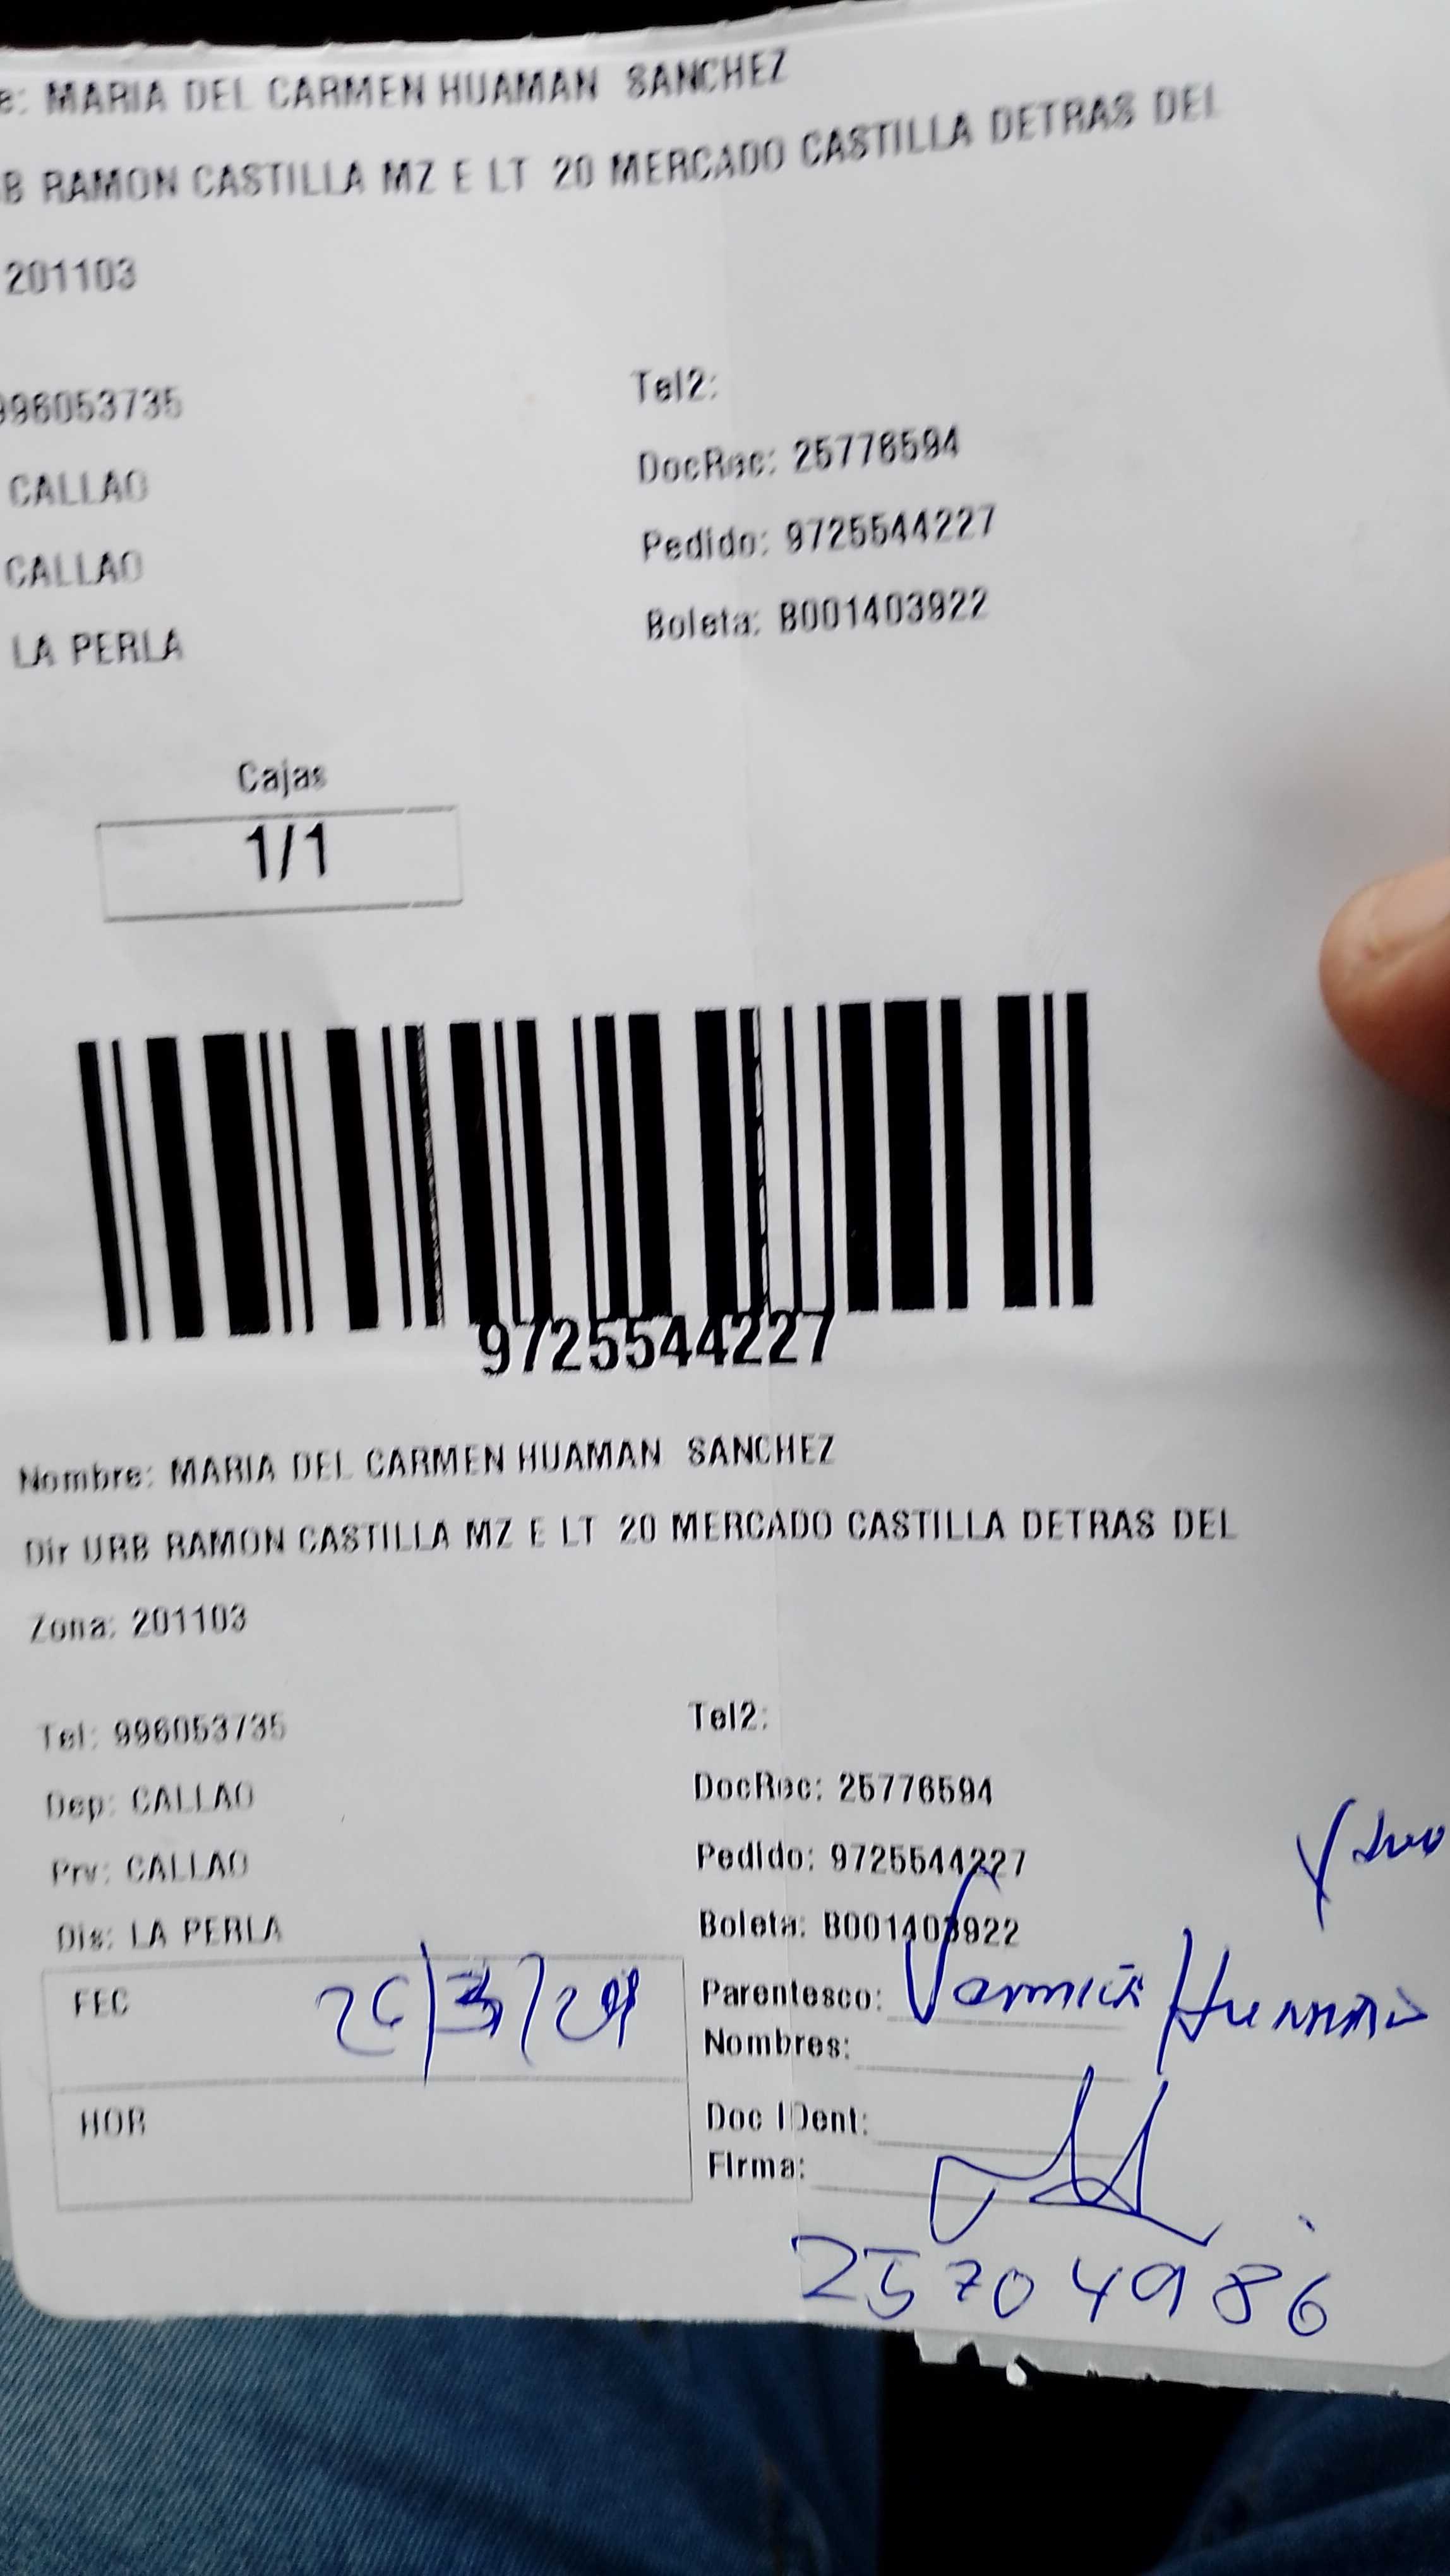 e: MARIA DEL CARMEN HUAMAN SANCHEZ
B RAMON CASTILLA MZ E LT 20 MERCADO CASTILLA DETRAS DEL
201103
996053735
Tel2:
CALLAO
DocRec: 25776594
CALLAO
Pedido: 9725544227
LA PERLA
Boleta: B001403922
Cajas
1/1
9725544227
Nombre: MARIA DEL CARMEN HUAMAN SANCHEZ
Dir URB RAMON CASTILLA MZ E LT 20 MERCADO CASTILLA DETRAS DEL
Zona: 201103
Tel: 996053735
Tel2:
Dep: CALLAO
DocRec: 25776594
Prv: CALLAO
Pedido: 9725544227
Dis: LA PERLA
Boleta: B001403922
FEC
Parentesco:
Huaman
Nombres:
HOR
Doc IDent:
Firma:
25704986